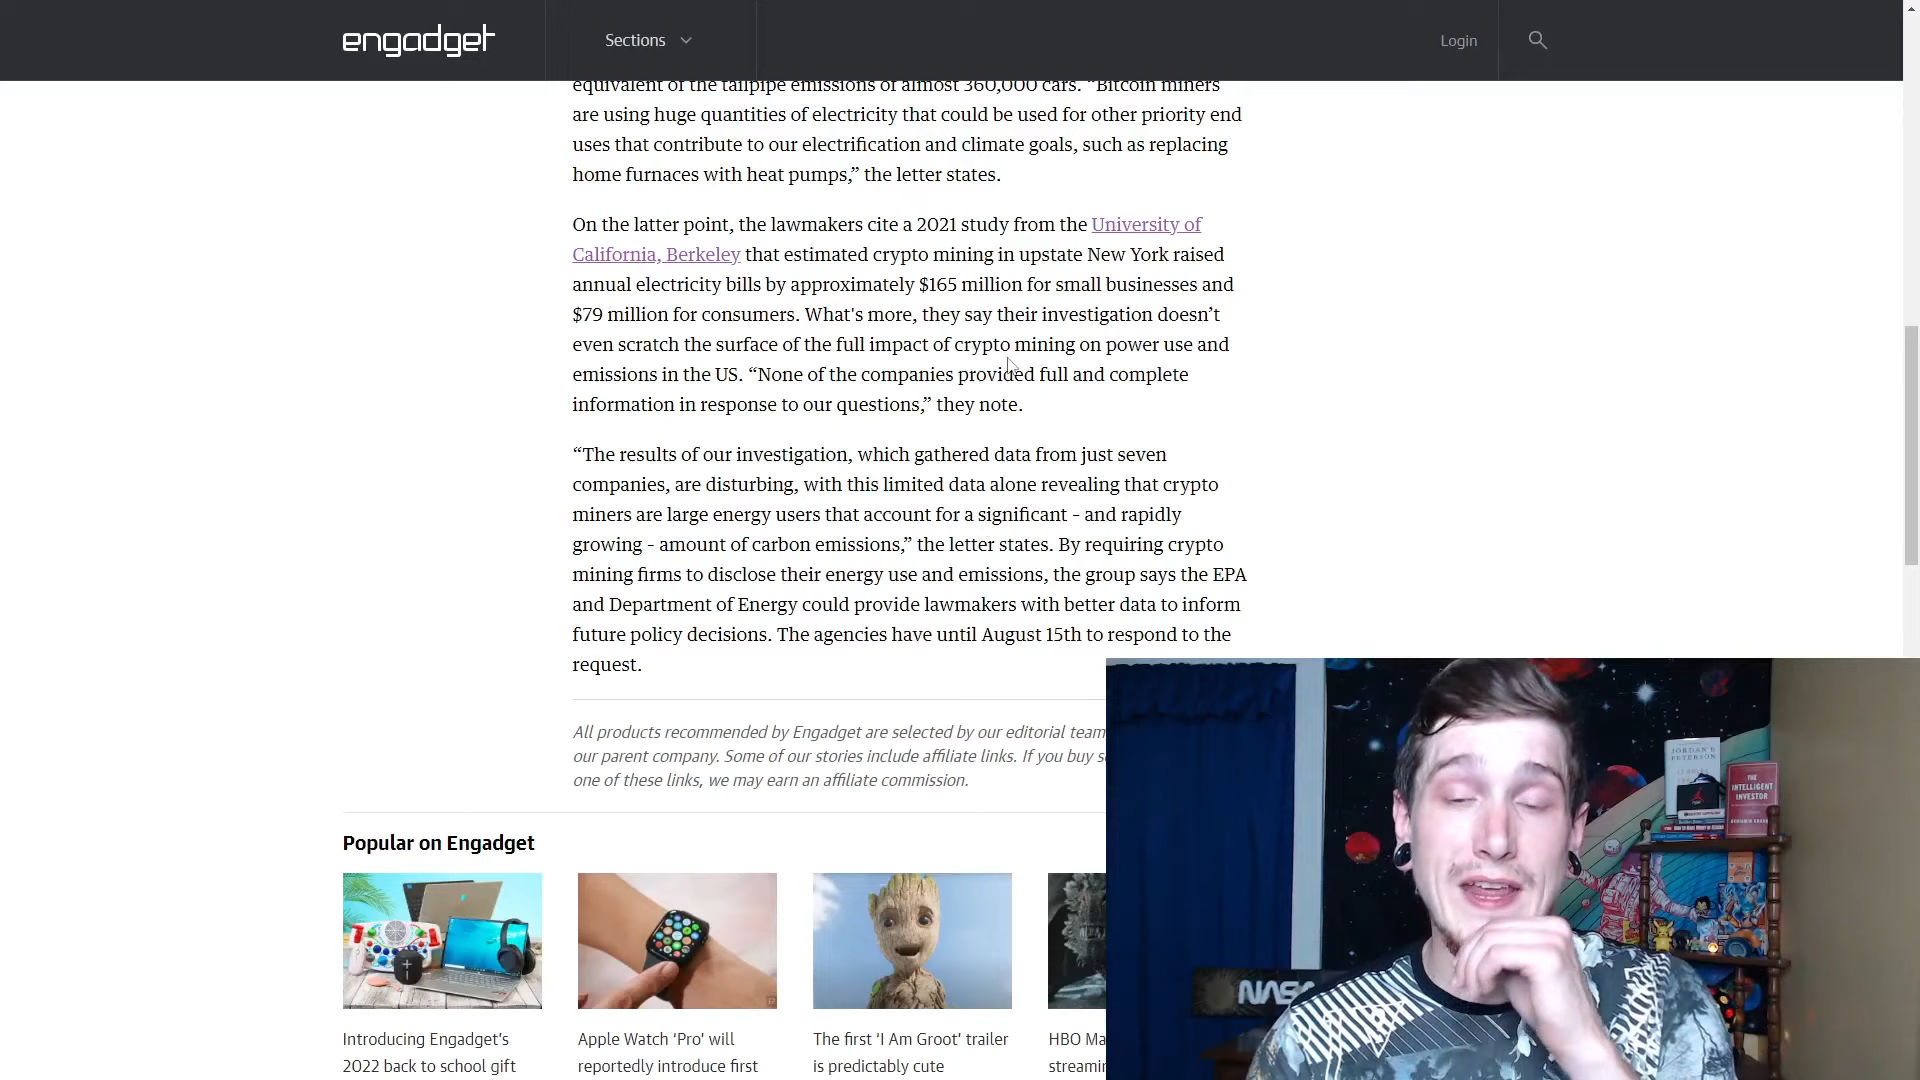 engadget
Sections
Login
equivalent of the tailpipe emissions of almost 360,000 cars. “Bitcoin miners
are using huge quantities of electricity that could be used for other priority end
uses that contribute to our electrification and climate goals, such as replacing
home furnaces with heat pumps,” the letter states.
On the latter point, the lawmakers cite a 2021 study from the University of
California, Berkeley that estimated crypto mining in upstate New York raised
annual electricity bills by approximately $165 million for small businesses and
$79 million for consumers. What's more, they say their investigation doesn’t
even scratch the surface of the full impact of crypto mining on power use and
emissions in the US. “None of the companies provided full and complete
information in response to our questions,” they note.
“The results of our investigation, which gathered data from just seven
companies, are disturbing, with this limited data alone revealing that crypto
miners are large energy users that account for a significant – and rapidly
growing – amount of carbon emissions,” the letter states. By requiring crypto
mining firms to disclose their energy use and emissions, the group says the EPA
and Department of Energy could provide lawmakers with better data to inform
future policy decisions. The agencies have until August 15th to respond to the
request.
All products recommended by Engadget are selected by our editorial team
our parent company. Some of our stories include affiliate links. If you buy
one of these links, we may earn an affiliate commission.
Popular on Engadget
Introducing Engadget’s
2022 back to school gift
Apple Watch ‘Pro’ will
reportedly introduce first
The first ‘I Am Groot’ trailer
is predictably cute
HBO
JORDAN B
PETERSON
THE
INTELLIGENT
INVESTOR
NASA